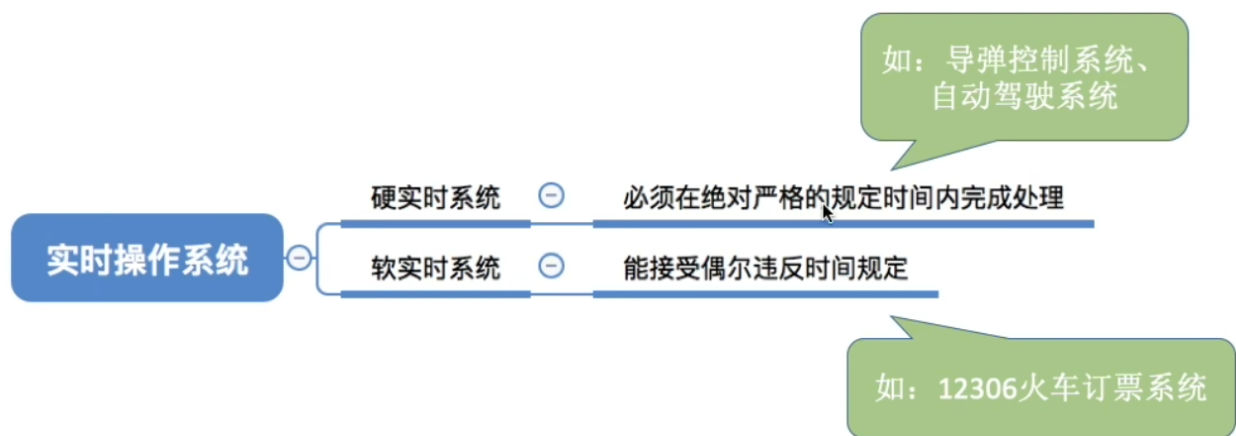 如：导弹控制系统、
自动驾驶系统
硬实时系统
必须在绝对严格的规定时间内完成处理
实时操作系统
软实时系统
能接受偶尔违反时间规定
如：12306火车订票系统